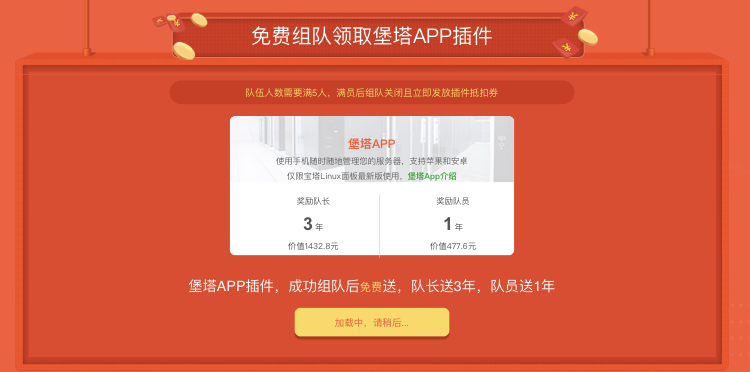 免费组队领取堡塔APP插件
队伍人数需要满5人，满员后组队关闭且立即发放插件抵扣券
堡塔APP
使用手机随时随地管理您的服务器、支持苹果和安卓
仅限宝塔Linux面板最新版使用，堡塔App介绍
奖励队长
奖励队员
3 年
1 年
价值1432.8元
价值477.6元
堡塔APP插件，成功组队后免费送，队长送3年，队员送1年
加载中，请稍后...